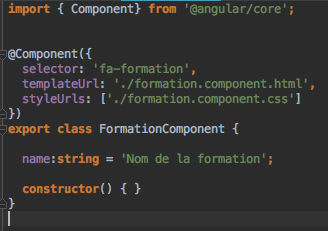 import { Component} from '@angular/core';
@Component({
selector: 'fa-formation',
templateUrl: './formation.component.html',
styleUrls: ['./formation.component.css']
})
export class FormationComponent {
name:string = 'Nom de la formation';
constructor() { }
}